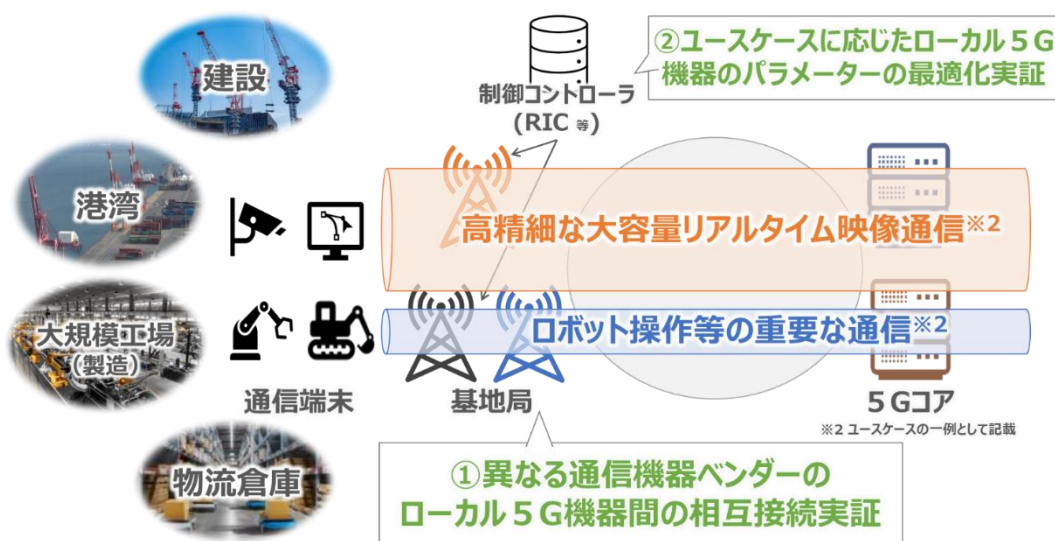 建設
港湾
大規模工場
(製造)
物流倉庫
制御コントローラ
(RIC 等)
②ユースケースに応じたローカル5G
機器のパラメーターの最適化実証
高精細な大容量リアルタイム映像通信※2
ロボット操作等の重要な通信※2
通信端末
基地局
5Gコア
※2 ユースケースの一例として記載
①異なる通信機器ベンダーの
ローカル5G機器間の相互接続実証